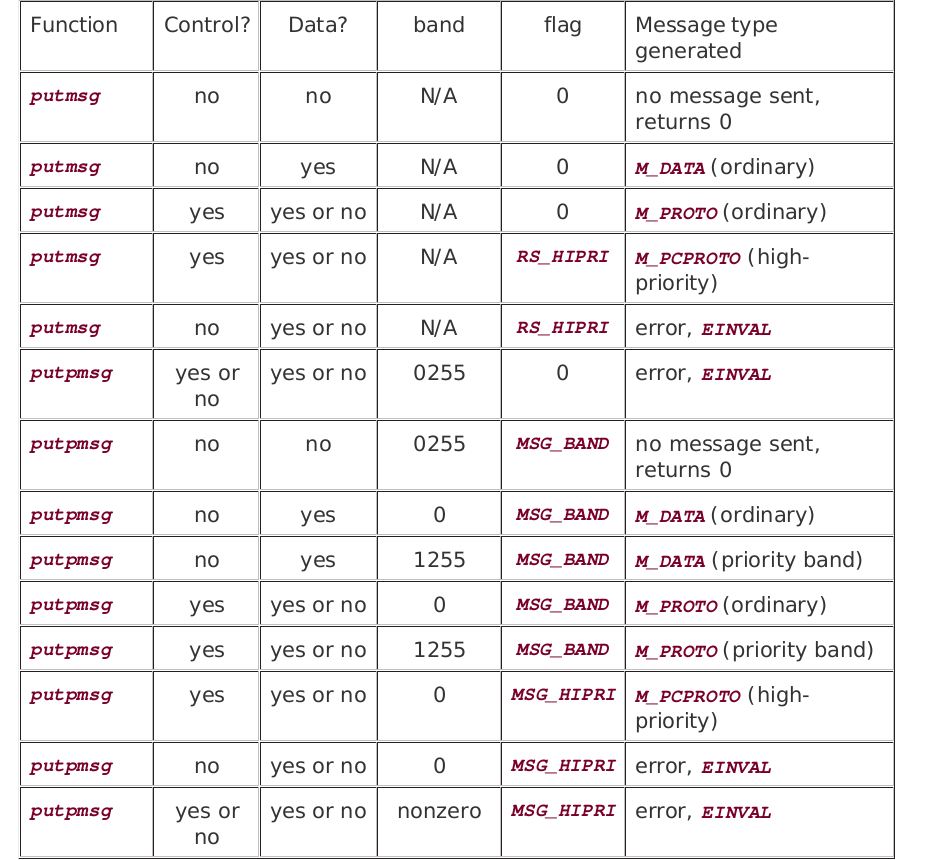 Function Control? Data? band flag Message type
generated
putmsg no no N/A 0 no message sent,
returns 0
putmsg no yes N/A 0 M_DATA (ordinary)
putmsg yes yes or no N/A 0 M_PROTO (ordinary)
putmsg yes yes or no N/A RS_HIPRI M_PCPROTO (high-
priority)
putmsg no yes or no N/A RS_HIPRI error, EINVAL
putpmsg yes or yes or no 0255 0 error, EINVAL
no
putpmsg no no 0255 MSG_BAND no message sent,
returns 0
putpmsg no yes 0 MSG_BAND M_DATA (ordinary)
putpmsg no yes 1255 MSG_BAND M_DATA (priority band)
putpmsg yes yes or no 0 MSG_BAND M_PROTO (ordinary)
putpmsg yes yes or no 1255 MSG_BAND M_PROTO (priority band)
putpmsg yes yes or no 0 MSG_HIPRI M_PCPROTO (high-
priority)
putpmsg no yes or no 0 MSG_HIPRI error, EINVAL
putpmsg yes or yes or no nonzero MSG_HIPRI error, EINVAL
no